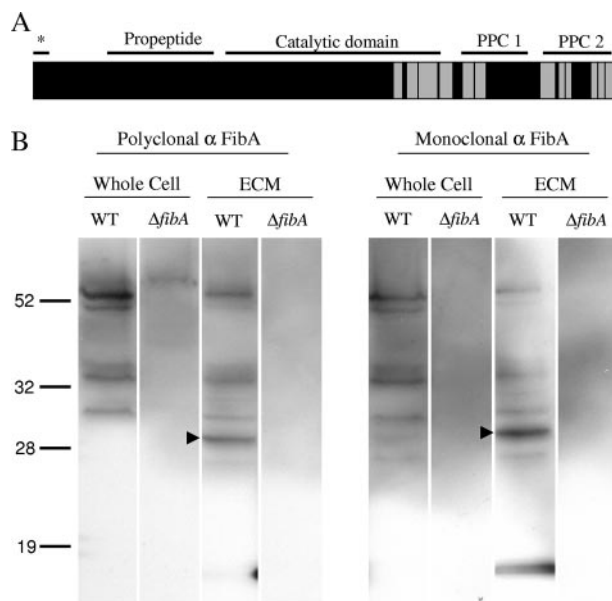 A
* Propeptide Catalytic domain PPC 1 PPC 2
B
Polyclonal α FibA Monoclonal α FibA
Whole Cell ECM Whole Cell ECM
WT ΔfibA WT ΔfibA WT ΔfibA WT ΔfibA
52
32
28
19